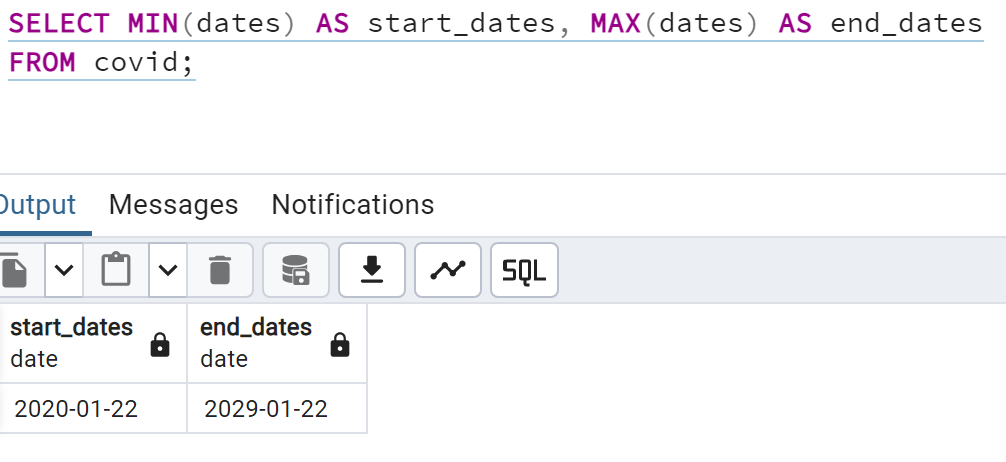 SELECT MIN(dates) AS start_dates, MAX(dates) AS end_dates
FROM covid;
Output Messages Notifications
SQL
start_dates end_dates
date date
2020-01-22 2029-01-22